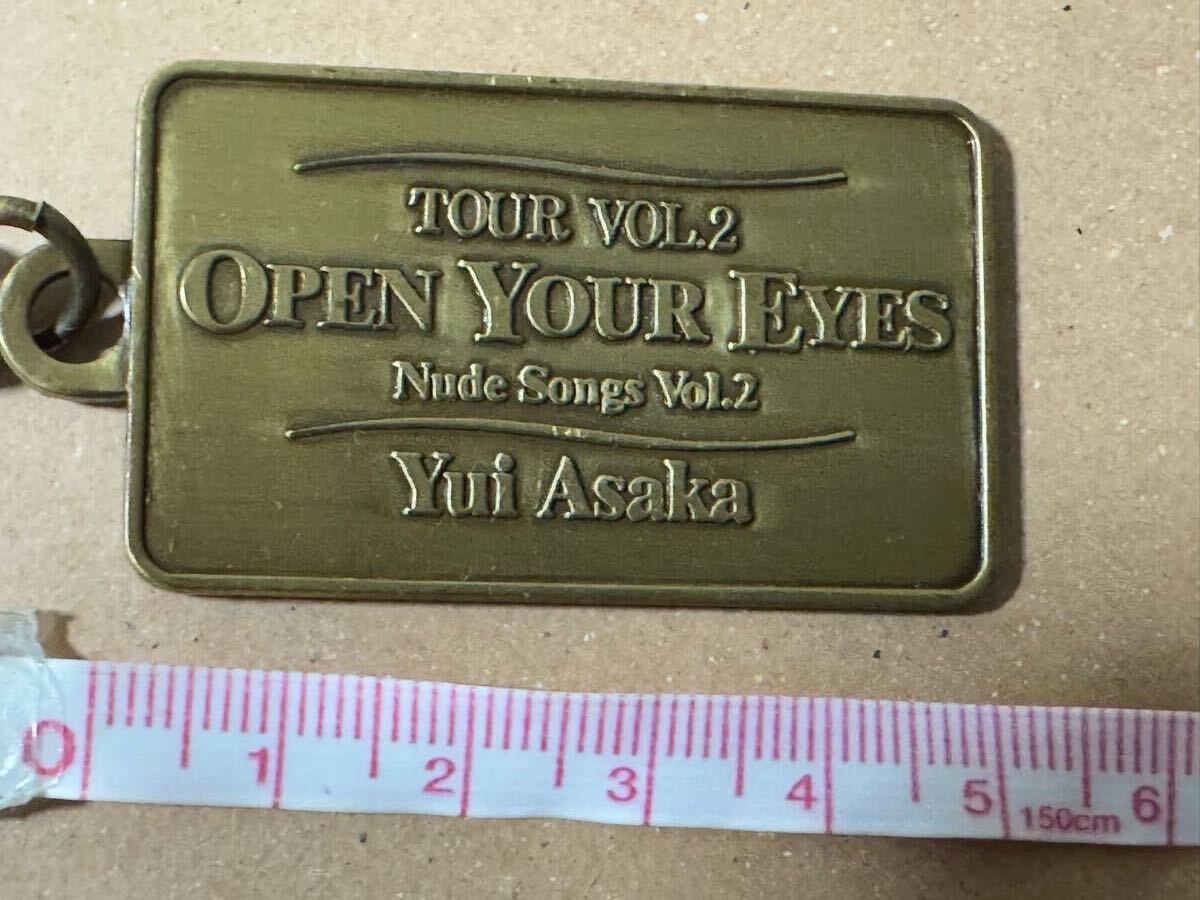 TOUR VOL.2
OPEN YOUR EYES
Nude Songs Vol.2
Yui Asaka
0 1 2 3 4 5 150cm 6